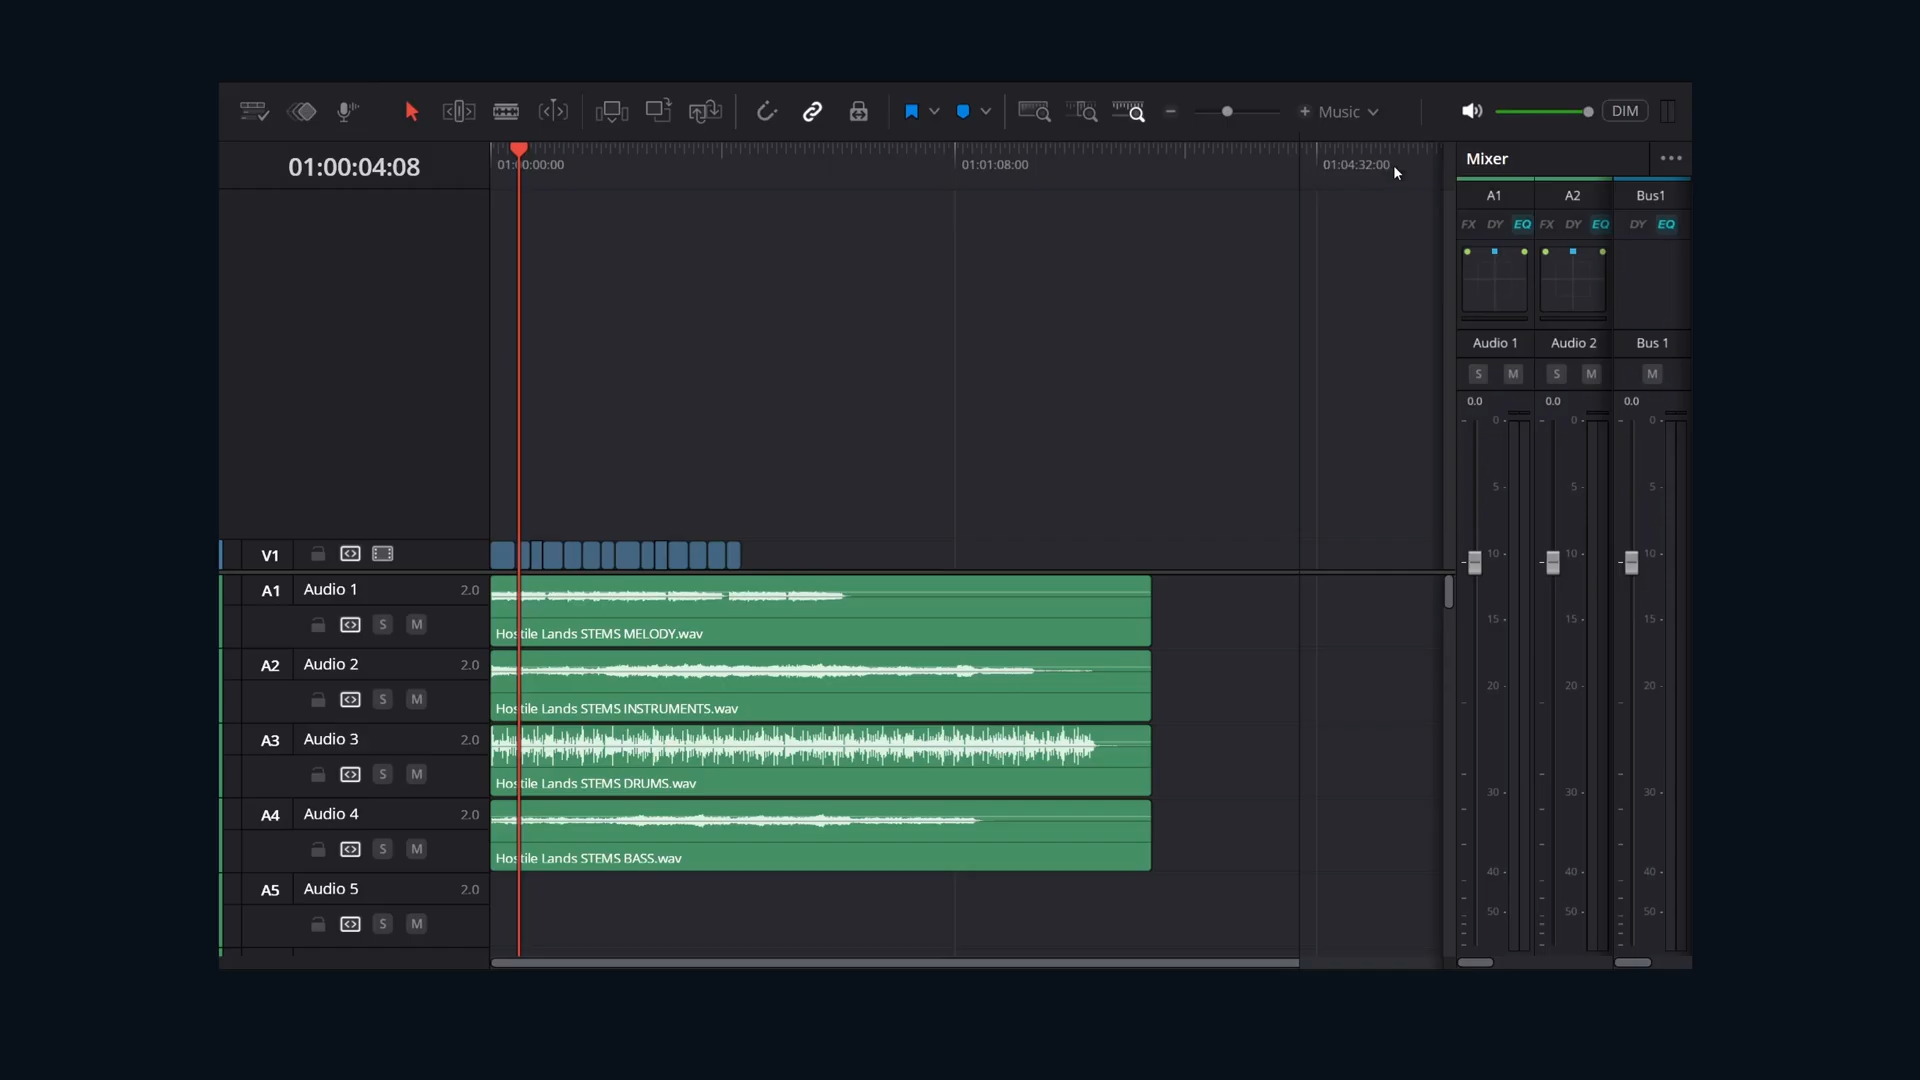 Music
DIM
01:00:04:08
01:00:00:00
01:01:08:00
01:04:32:00
Mixer
A1 A2 Bus1
FX DY EQ FX DY EQ DY EQ
Audio 1 Audio 2 Bus 1
S M S M M
0.0 0.0 0.0
0 0 0
5 5 5
10 10 10
15 15 15
20 20 20
30 30 30
40 40 40
50 50 50
V1
A1 Audio 1 2.0
S M
Hostile Lands STEMS MELODY.wav
A2 Audio 2 2.0
S M
Hostile Lands STEMS INSTRUMENTS.wav
A3 Audio 3 2.0
S M
Hostile Lands STEMS DRUMS.wav
A4 Audio 4 2.0
S M
Hostile Lands STEMS BASS.wav
A5 Audio 5 2.0
S M